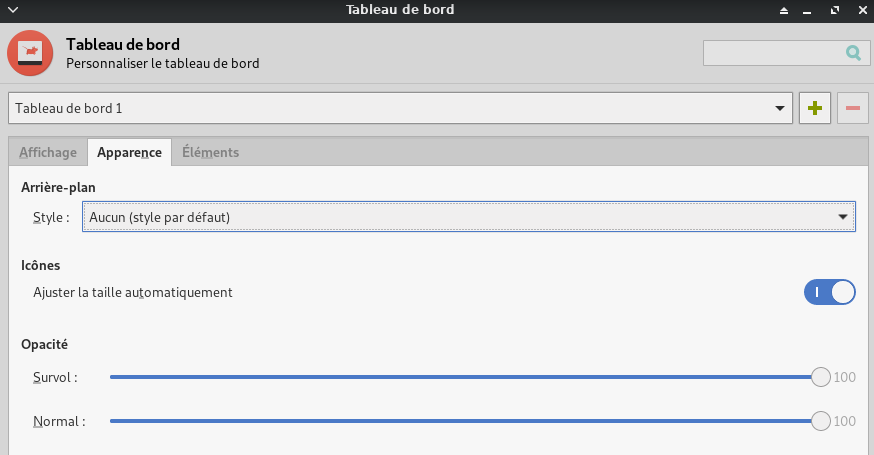 Tableau de bord
Tableau de bord
Personnaliser le tableau de bord
Tableau de bord 1
Affichage Apparence Éléments
Arrière-plan
Style : Aucun (style par défaut)
Icônes
Ajuster la taille automatiquement
Opacité
Survol : 100
Normal : 100